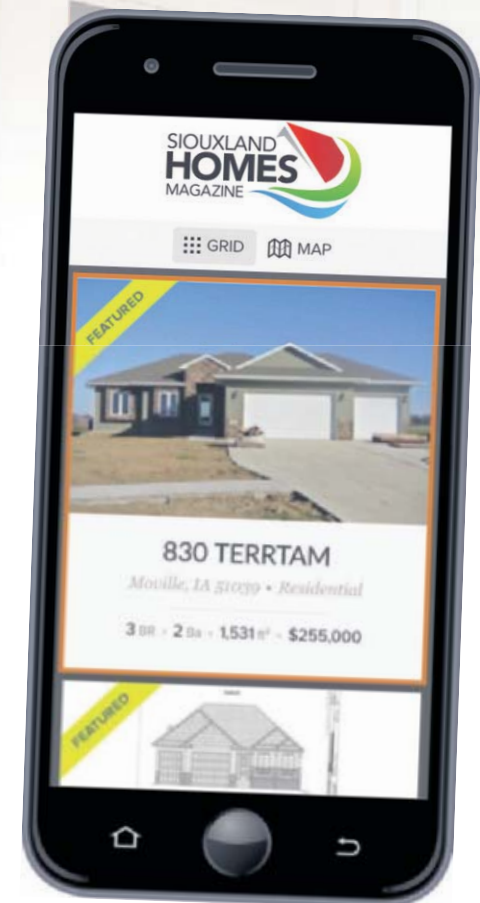 SIOUXLAND
HOMES
MAGAZINE
GRID MAP
FEATURED
830 TERRTAM
Moville, IA 51039 • Residential
3 BR • 2 Ba • 1,531 ft² • $255,000
FEATURED